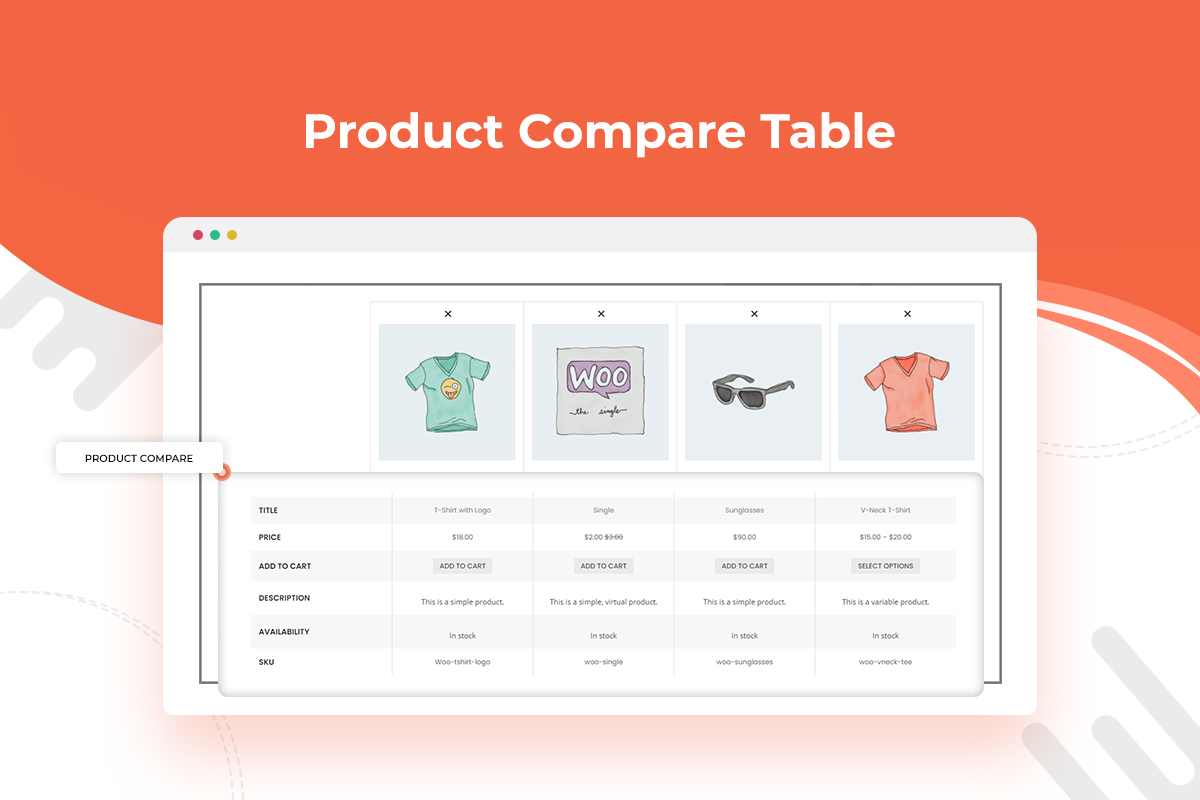 Product Compare Table
× × × ×
WOO
the single
PRODUCT COMPARE
TITLE T-Shirt with Logo Single Sunglasses V-Neck T-Shirt
PRICE $18.00 $2.00 $3.00 $90.00 $15.00 – $20.00
ADD TO CART ADD TO CART ADD TO CART ADD TO CART SELECT OPTIONS
DESCRIPTION This is a simple product. This is a simple, virtual product. This is a simple product. This is a variable product.
AVAILABILITY In stock In stock In stock In stock
SKU Woo-tshirt-logo woo-single woo-sunglasses woo-vneck-tee